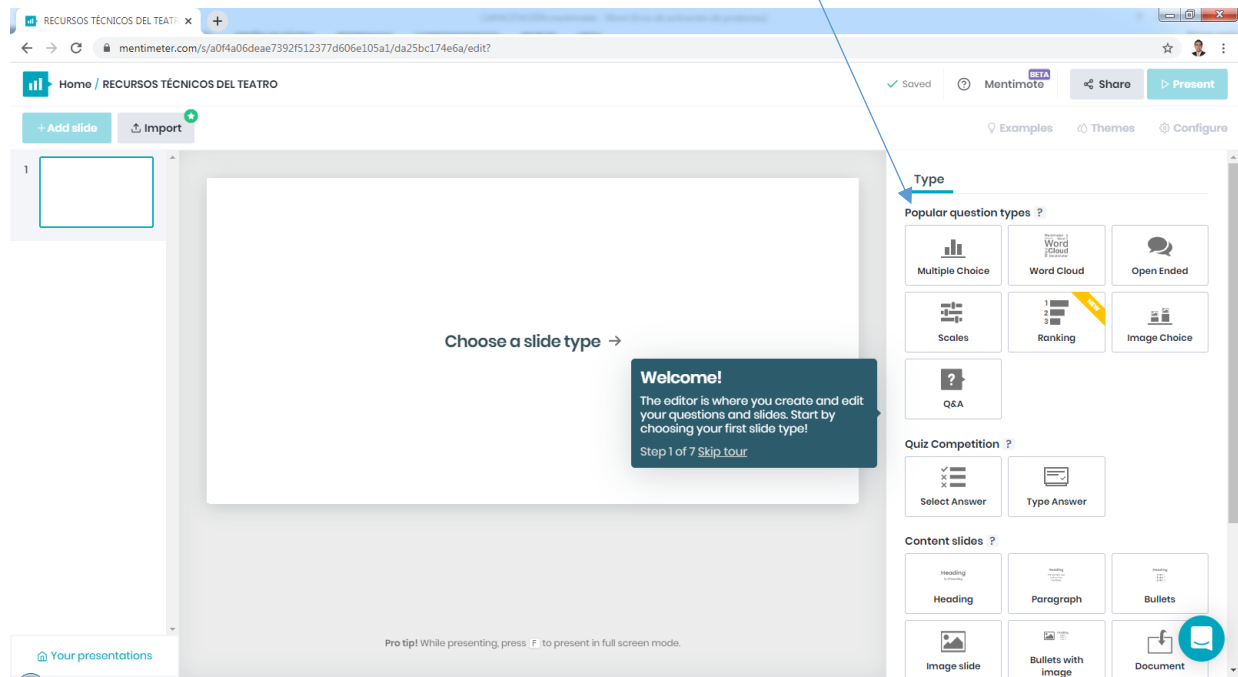 RECURSOS TÉCNICOS DEL TEATR
mentimeter.com/s/a0f4a06deae7392f512377d606e105a1/da25bc174e6a/edit?
Home / RECURSOS TÉCNICOS DEL TEATRO
Saved
Mentimote
BETA
Share
Present
+ Add slide
Import
Examples
Themes
Configure
1
Type
Popular question types ?
Multiple Choice
Word Cloud
Open Ended
Scales
Ranking
NEW
Image Choice
Q&A
Choose a slide type →
Welcome!
The editor is where you create and edit
your questions and slides. Start by
choosing your first slide type!
Step 1 of 7 Skip tour
Quiz Competition ?
Select Answer
Type Answer
Content slides ?
Heading
Paragraph
Bullets
Image slide
Bullets with
image
Document
Pro tip! While presenting, press F to present in full screen mode.
Your presentations